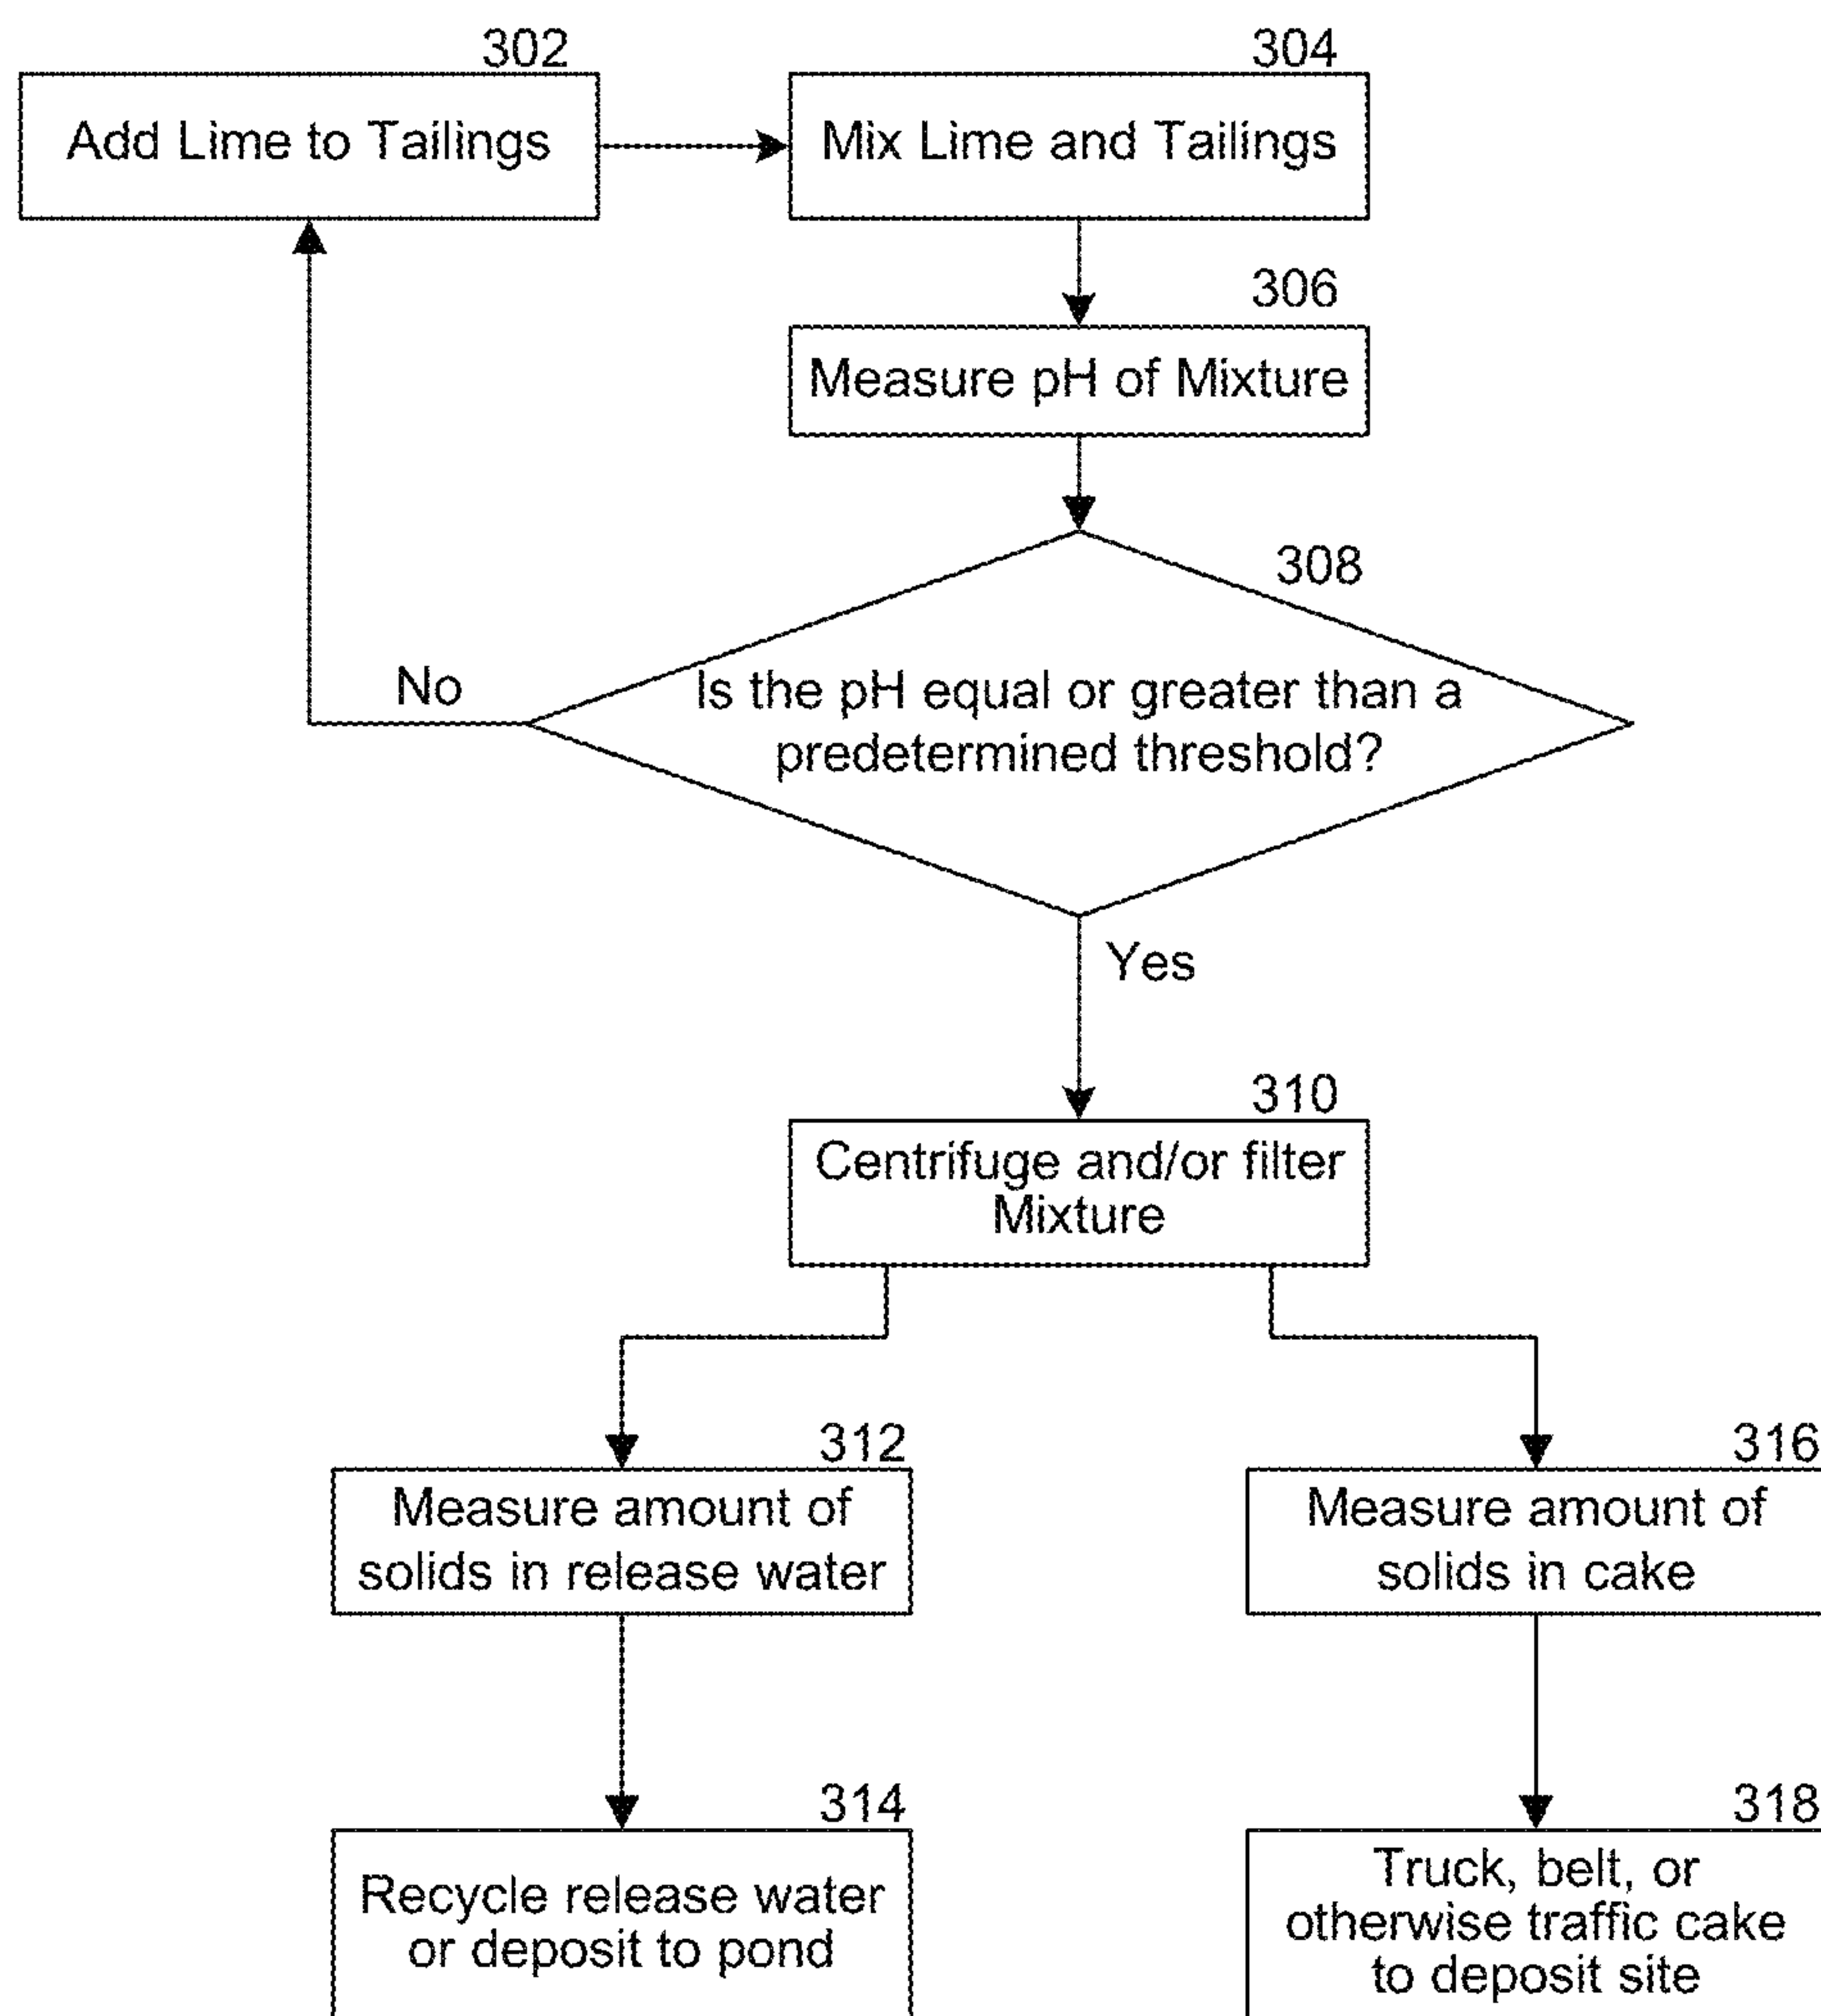 302
Add Lime to Tailings
304
Mix Lime and Tailings
306
Measure pH of Mixture
308
Is the pH equal or greater than a
predetermined threshold?
No
Yes
310
Centrifuge and/or filter
Mixture
312
Measure amount of
solids in release water
316
Measure amount of
solids in cake
314
Recycle release water
or deposit to pond
318
Truck, belt, or
otherwise traffic cake
to deposit site